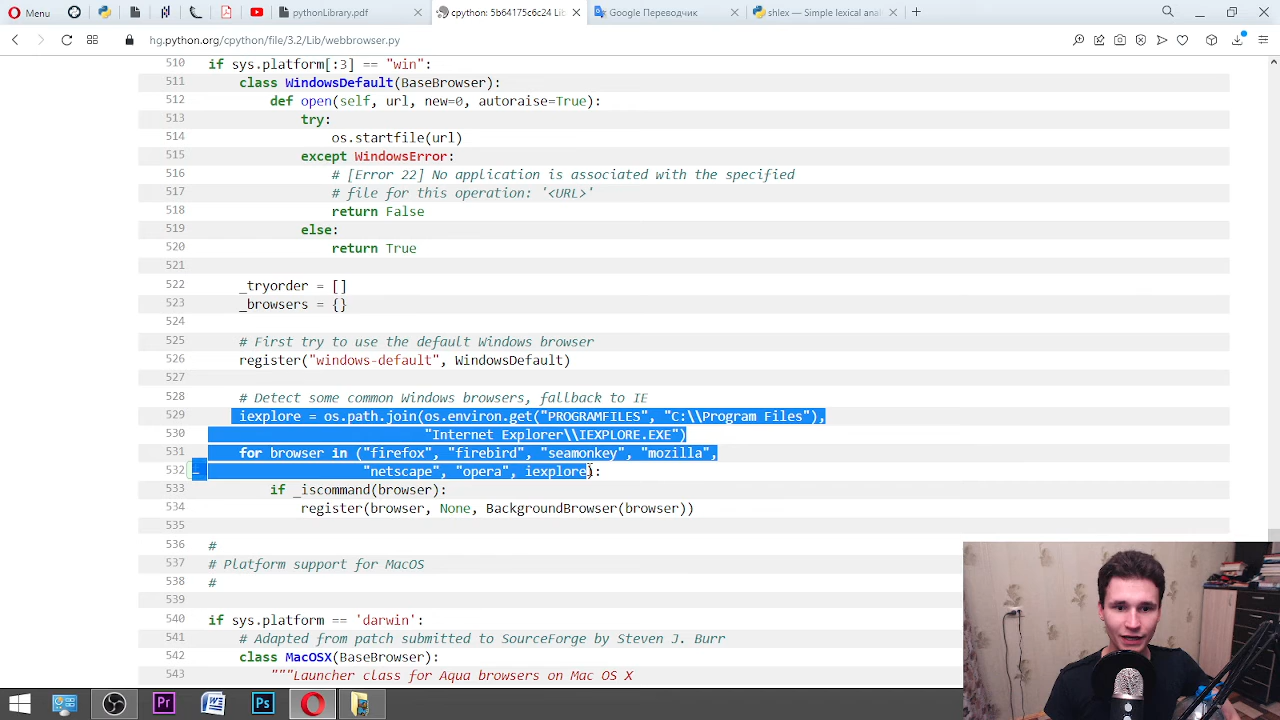 Menu
pythonLibrary.pdf
cpython: 5b64175c6c24 Lib
Google Переводчик
shlex — Simple lexical anal
hg.python.org/cpython/file/3.2/Lib/webbrowser.py
510 if sys.platform[:3] == "win":
511     class WindowsDefault(BaseBrowser):
512         def open(self, url, new=0, autoraise=True):
513             try:
514                 os.startfile(url)
515             except WindowsError:
516                 # [Error 22] No application is associated with the specified
517                 # file for this operation: '<URL>'
518                 return False
519             else:
520                 return True
521
522     _tryorder = []
523     _browsers = {}
524
525     # First try to use the default Windows browser
526     register("windows-default", WindowsDefault)
527
528     # Detect some common Windows browsers, fallback to IE
529     iexplore = os.path.join(os.environ.get("PROGRAMFILES", "C:\\Program Files"),
530                             "Internet Explorer\\IEXPLORE.EXE")
531     for browser in ("firefox", "firebird", "seamonkey", "mozilla",
532                     "netscape", "opera", iexplore):
533         if _iscommand(browser):
534             register(browser, None, BackgroundBrowser(browser))
535
536 #
537 # Platform support for MacOS
538 #
539
540 if sys.platform == 'darwin':
541     # Adapted from patch submitted to SourceForge by Steven J. Burr
542     class MacOSX(BaseBrowser):
543         """Launcher class for Aqua browsers on Mac OS X
Pr
W
Ps